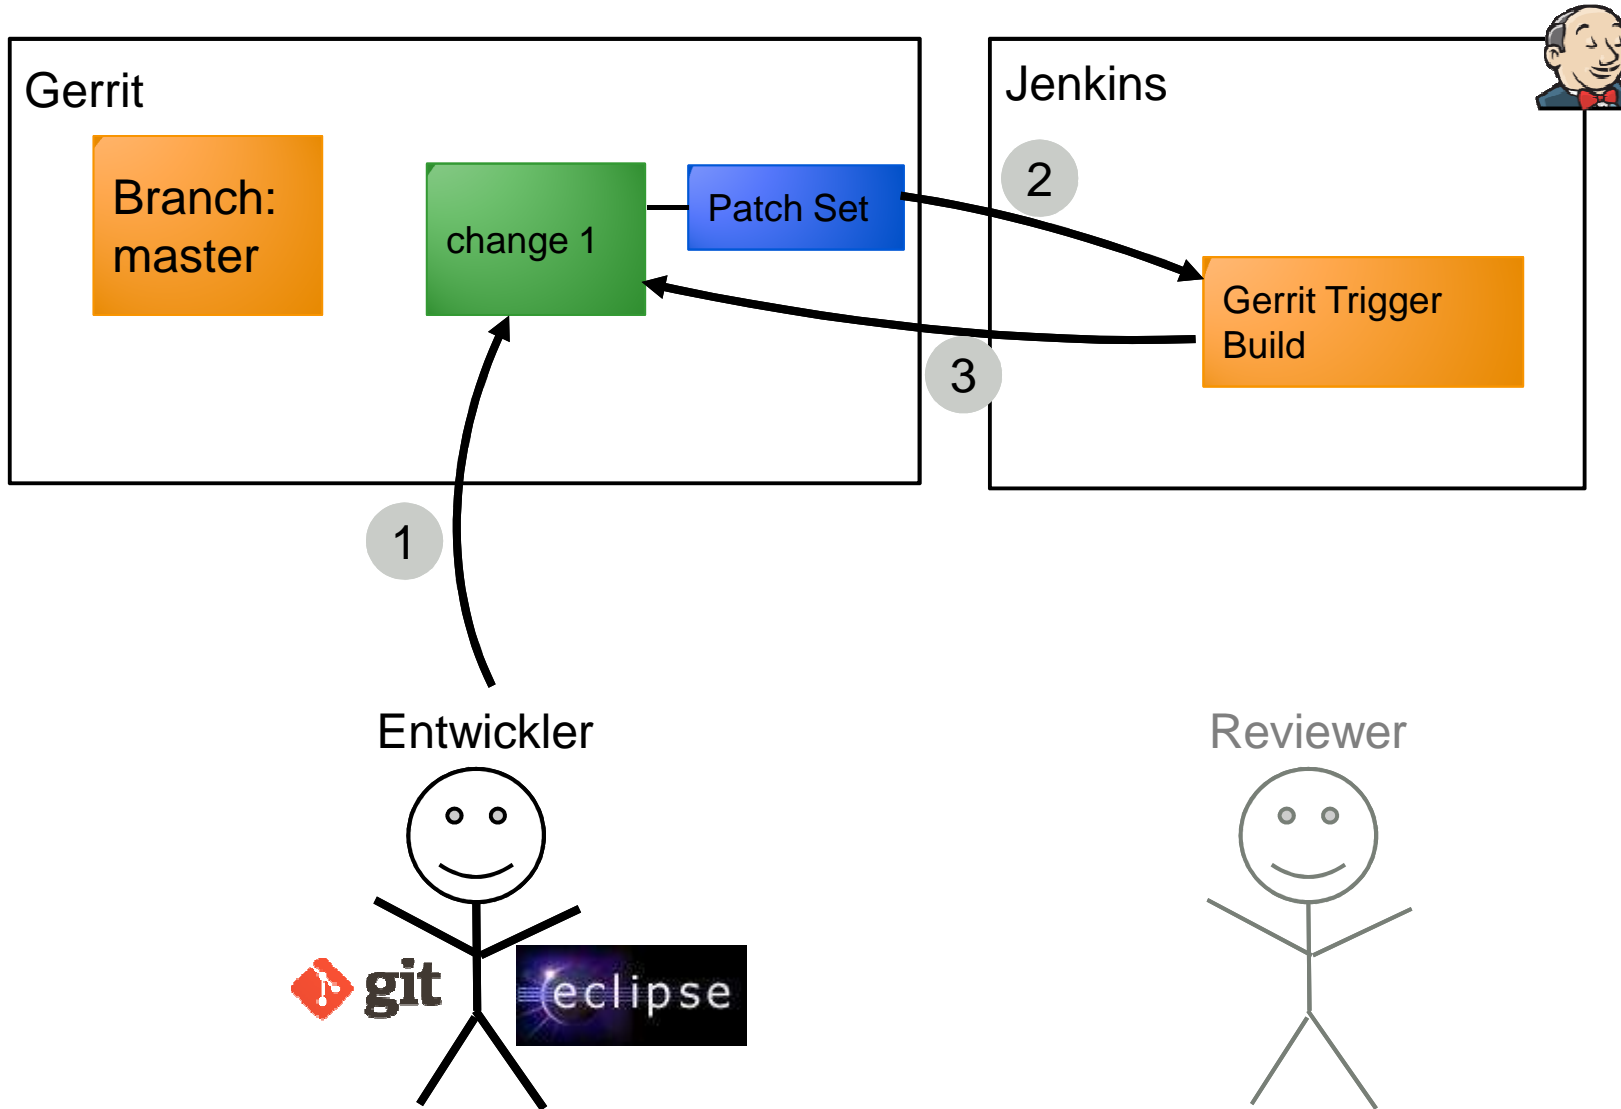 Gerrit
Jenkins
Branch:
master
change 1
Patch Set
2
Gerrit Trigger
Build
3
1
Entwickler
Reviewer
git
eclipse